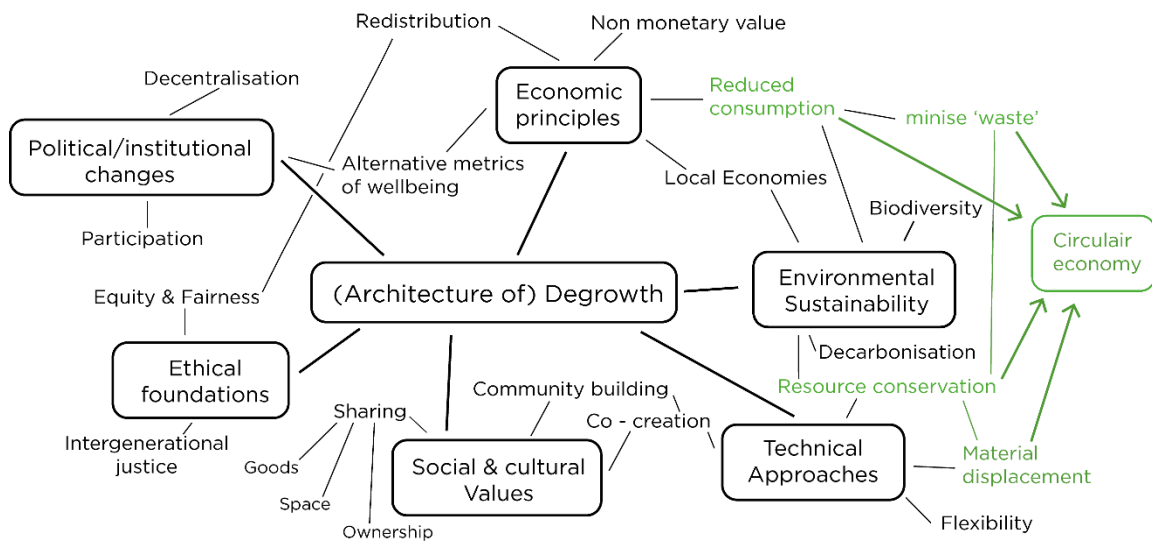 Redistribution
Non monetary value
Decentralisation
Economic
principles
Reduced
consumption
minise ‘waste’
Political/institutional
changes
Alternative metrics
of wellbeing
Local Economies
Biodiversity
Participation
Circulair
economy
Equity & Fairness
(Architecture of) Degrowth
Environmental
Sustainability
Ethical
foundations
Decarbonisation
Resource conservation
Community building
Sharing
Co - creation
Intergenerational
justice
Goods
Space
Ownership
Social & cultural
Values
Technical
Approaches
Material
displacement
Flexibility